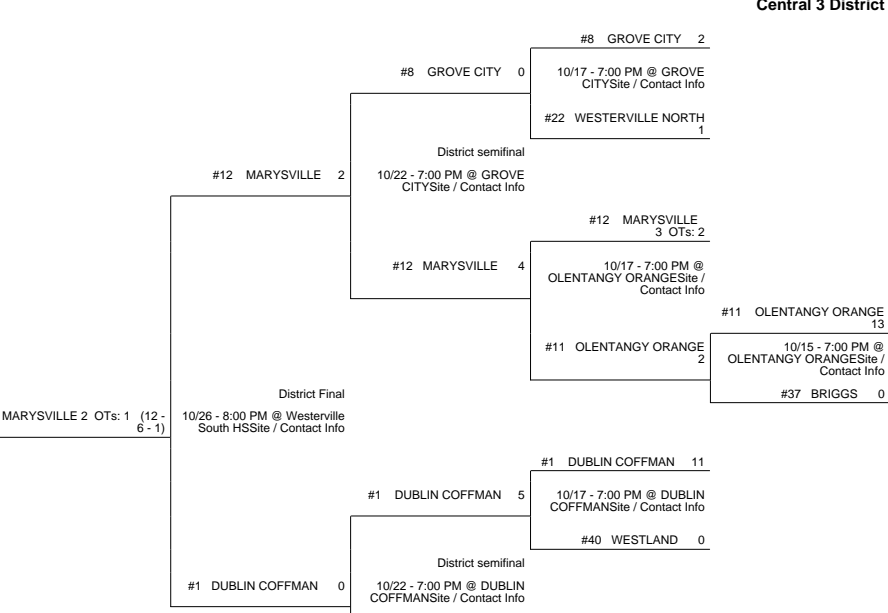 Central 3 District
#8 GROVE CITY 2
#8 GROVE CITY 0
10/17 - 7:00 PM @ GROVE
CITYSite / Contact Info
#22 WESTERVILLE NORTH
1
District semifinal
#12 MARYSVILLE 2
10/22 - 7:00 PM @ GROVE
CITYSite / Contact Info
#12 MARYSVILLE
3 OTs: 2
#12 MARYSVILLE 4
10/17 - 7:00 PM @
OLENTANGY ORANGESite /
Contact Info
#11 OLENTANGY ORANGE
13
#11 OLENTANGY ORANGE
2
10/15 - 7:00 PM @
OLENTANGY ORANGESite /
Contact Info
#37 BRIGGS 0
District Final
MARYSVILLE 2 OTs: 1 (12 -
6 - 1)
10/26 - 8:00 PM @ Westerville
South HSSite / Contact Info
#1 DUBLIN COFFMAN 11
#1 DUBLIN COFFMAN 5
10/17 - 7:00 PM @ DUBLIN
COFFMANSite / Contact Info
#40 WESTLAND 0
District semifinal
#1 DUBLIN COFFMAN 0
10/22 - 7:00 PM @ DUBLIN
COFFMANSite / Contact Info